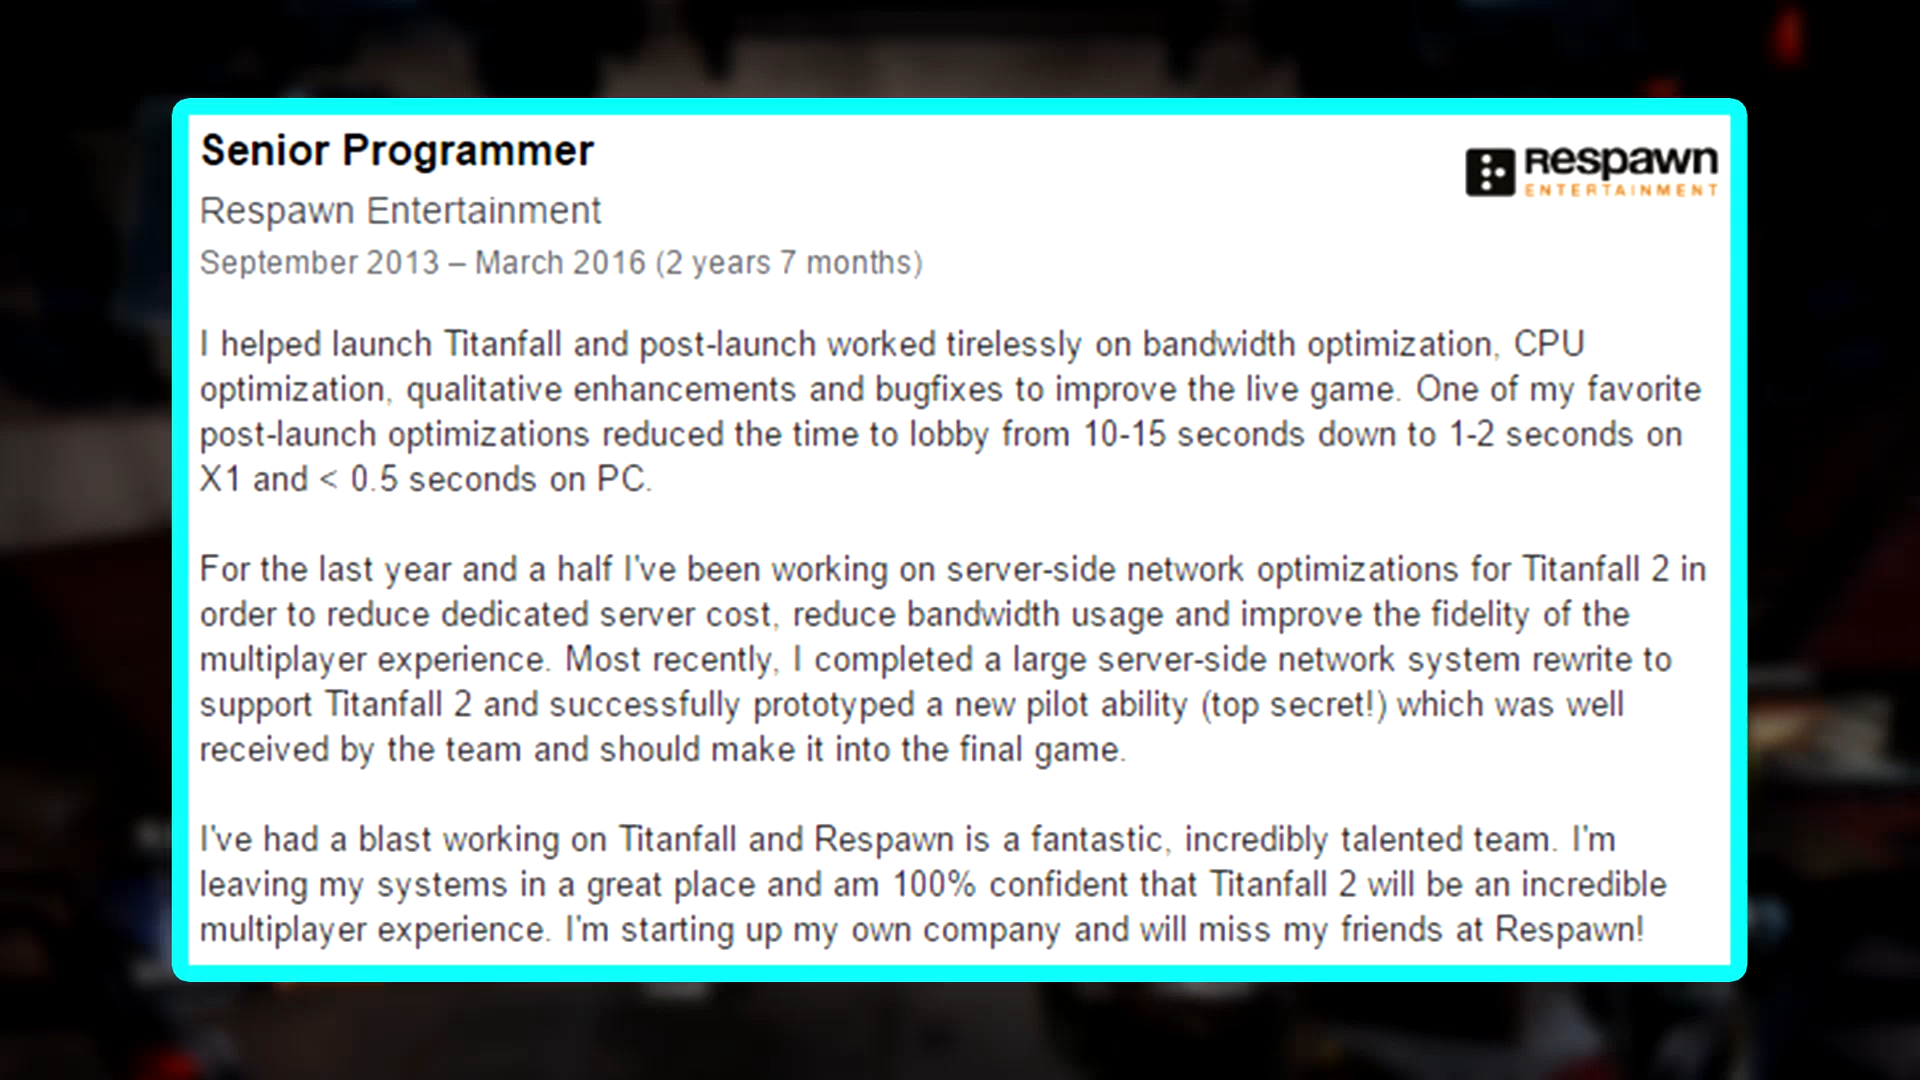 Senior Programmer
Respawn
ENTERTAINMENT
Respawn Entertainment
September 2013 – March 2016 (2 years 7 months)
I helped launch Titanfall and post-launch worked tirelessly on bandwidth optimization, CPU
optimization, qualitative enhancements and bugfixes to improve the live game. One of my favorite
post-launch optimizations reduced the time to lobby from 10-15 seconds down to 1-2 seconds on
X1 and < 0.5 seconds on PC.
For the last year and a half I've been working on server-side network optimizations for Titanfall 2 in
order to reduce dedicated server cost, reduce bandwidth usage and improve the fidelity of the
multiplayer experience. Most recently, I completed a large server-side network system rewrite to
support Titanfall 2 and successfully prototyped a new pilot ability (top secret!) which was well
received by the team and should make it into the final game.
I've had a blast working on Titanfall and Respawn is a fantastic, incredibly talented team. I'm
leaving my systems in a great place and am 100% confident that Titanfall 2 will be an incredible
multiplayer experience. I'm starting up my own company and will miss my friends at Respawn!